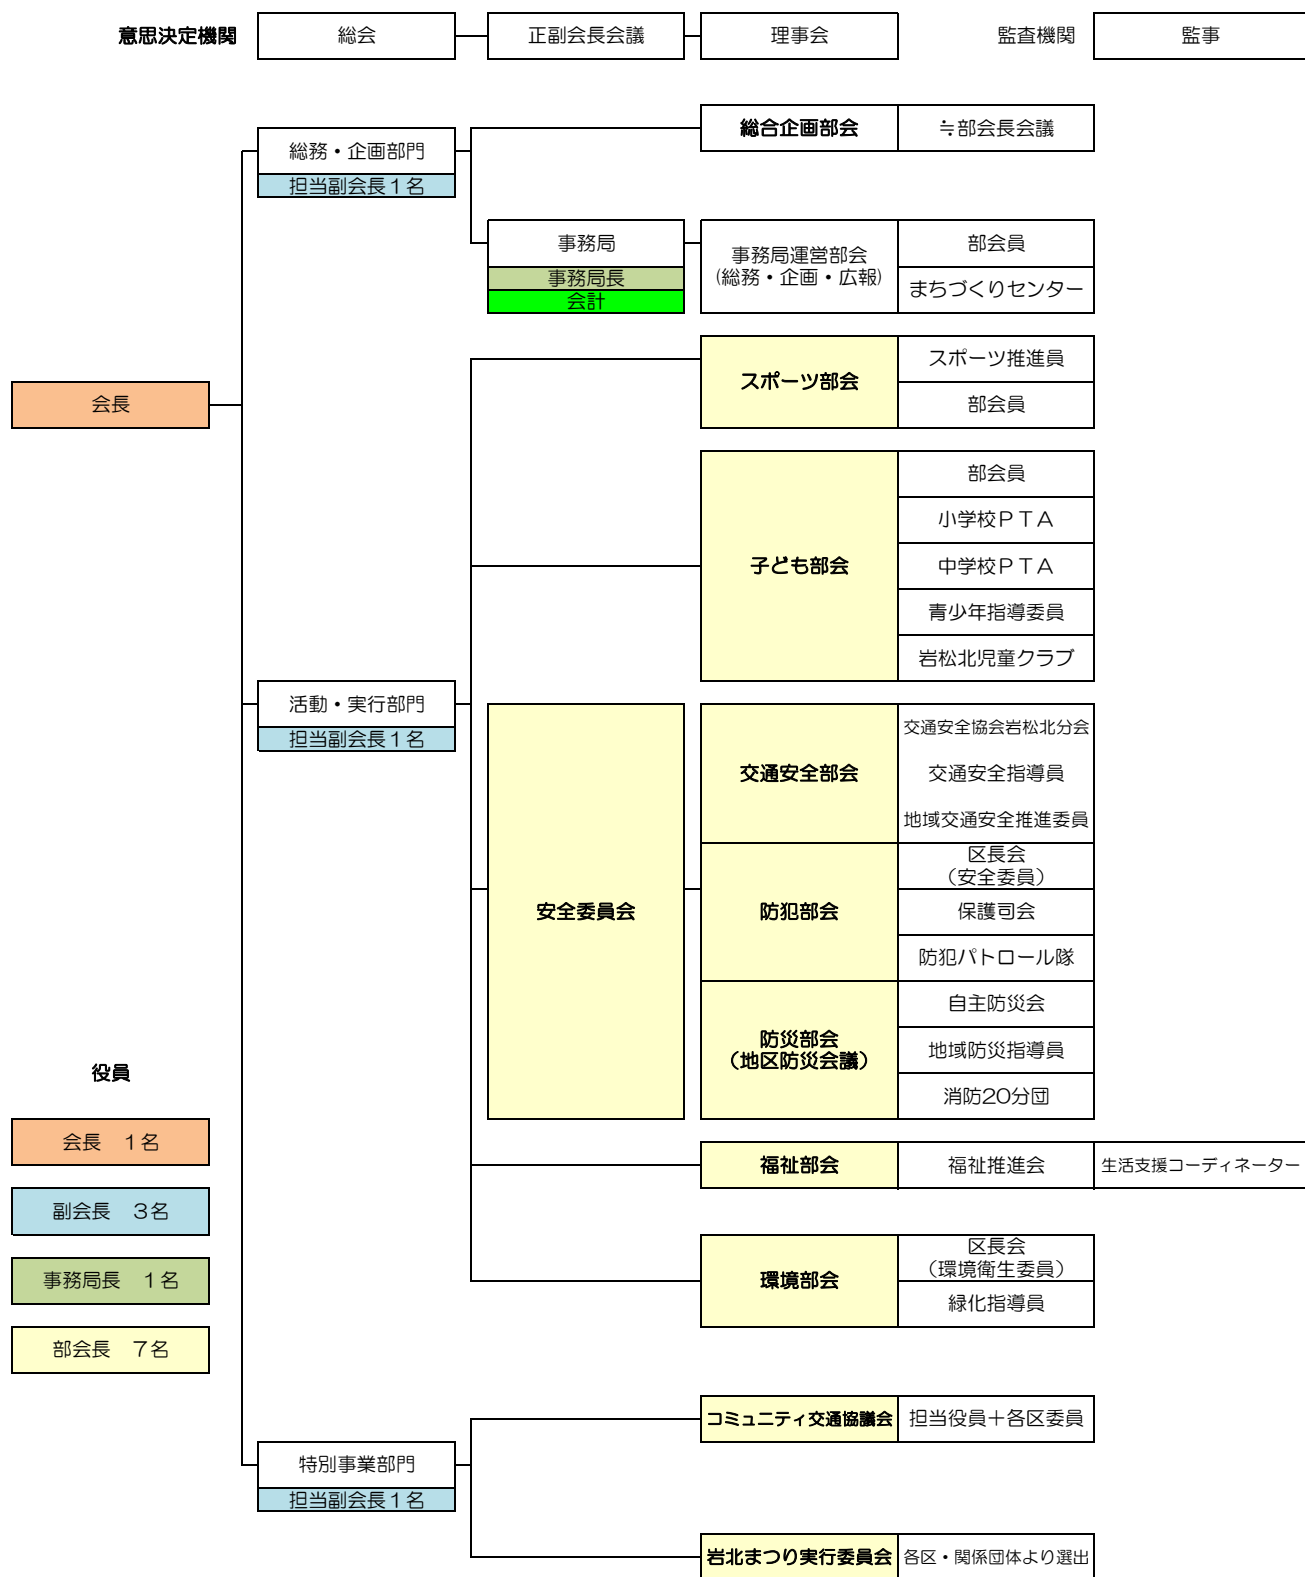 意思決定機関 総会 正副会長会議 理事会 監査機関 監事
総合企画部会 ≒部会長会議
総務・企画部門
担当副会長１名
事務局
事務局長
会計
事務局運営部会
(総務・企画・広報)
部会員
まちづくりセンター
スポーツ部会
スポーツ推進員
部会員
会長
子ども部会
部会員
小学校ＰＴＡ
中学校ＰＴＡ
青少年指導委員
岩松北児童クラブ
活動・実行部門
担当副会長１名
安全委員会
交通安全部会
交通安全協会岩松北分会
交通安全指導員
地域交通安全推進委員
防犯部会
区長会
（安全委員）
保護司会
防犯パトロール隊
防災部会
（地区防災会議）
自主防災会
地域防災指導員
消防20分団
福祉部会 福祉推進会 生活支援コーディネーター
環境部会
区長会
（環境衛生委員）
緑化指導員
役員
会長　１名
副会長　３名
事務局長　１名
部会長　７名
特別事業部門
担当副会長１名
コミュニティ交通協議会 担当役員＋各区委員
岩北まつり実行委員会 各区・関係団体より選出